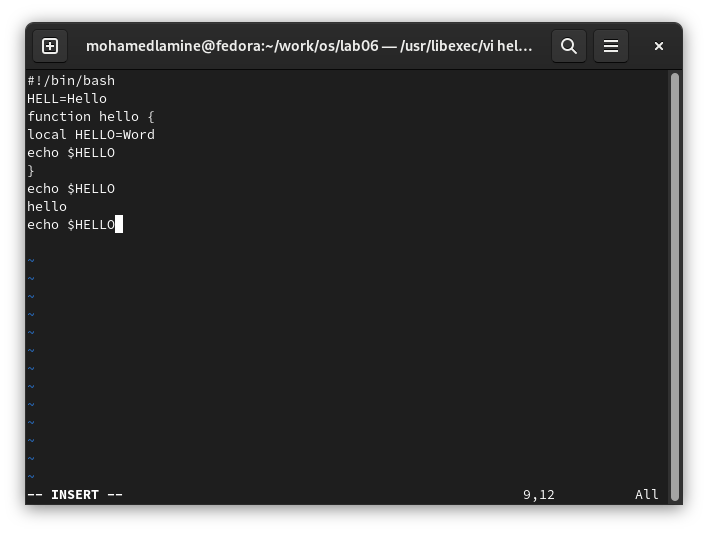 mohamedlamine@fedora:~/work/os/lab06 — /usr/libexec/vi hel...
#!/bin/bash
HELL=Hello
function hello {
local HELLO=Word
echo $HELLO
}
echo $HELLO
hello
echo $HELLO
~
~
~
~
~
~
~
~
~
~
~
~
~
-- INSERT -- 9,12 All